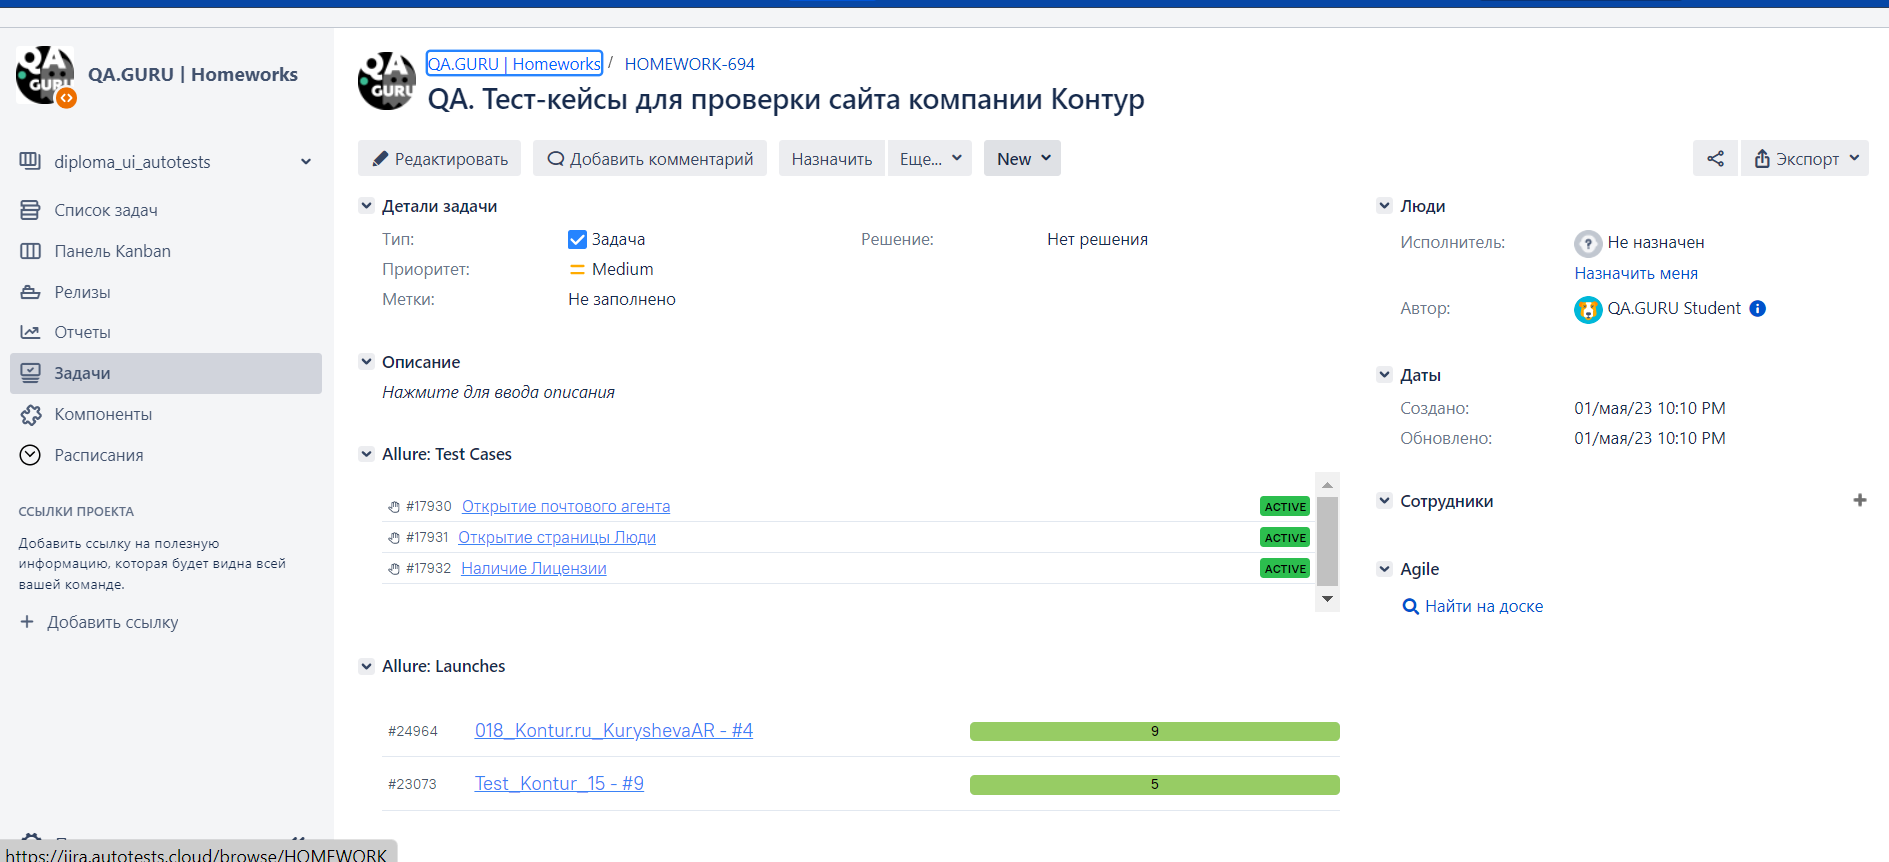 QA GURU
QA.GURU | Homeworks
diploma_ui_autotests
Список задач
Панель Kanban
Релизы
Отчеты
Задачи
Компоненты
Расписания
ССЫЛКИ ПРОЕКТА
Добавить ссылку на полезную
информацию, которая будет видна всей
вашей команде.
+ Добавить ссылку
https://jira.autotests.cloud/browse/HOMEWORK
QA GURU
QA.GURU | Homeworks / HOMEWORK-694
QA. Тест-кейсы для проверки сайта компании Контур
Редактировать Добавить комментарий Назначить Еще... New Экспорт
Детали задачи
Тип: Задача Решение: Нет решения
Приоритет: Medium
Метки: Не заполнено
Описание
Нажмите для ввода описания
Allure: Test Cases
#17930 Открытие почтового агента ACTIVE
#17931 Открытие страницы Люди ACTIVE
#17932 Наличие Лицензии ACTIVE
Allure: Launches
#24964 018_Kontur.ru_KuryshevaAR - #4 9
#23073 Test_Kontur_15 - #9 5
Люди
Исполнитель: Не назначен
Назначить меня
Автор: QA.GURU Student
Даты
Создано: 01/мая/23 10:10 PM
Обновлено: 01/мая/23 10:10 PM
Сотрудники
Agile
Найти на доске